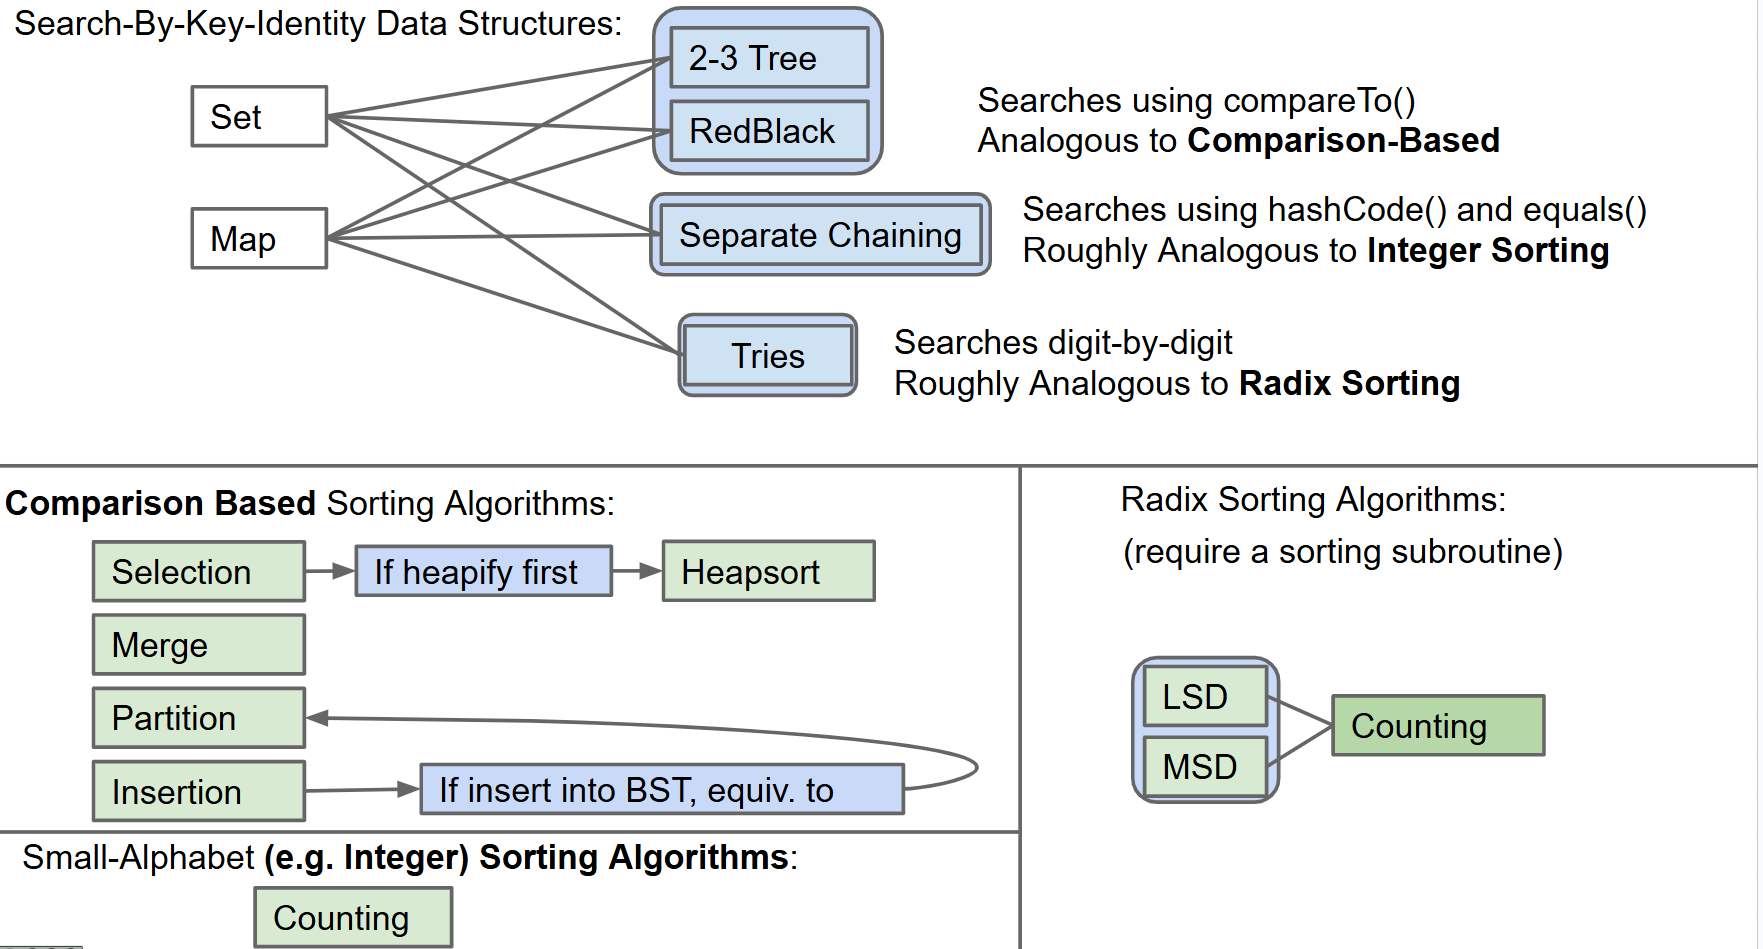 Search-By-Key-Identity Data Structures:
2-3 Tree
Set
RedBlack
Searches using compareTo()
Analogous to Comparison-Based
Map
Separate Chaining
Searches using hashCode() and equals()
Roughly Analogous to Integer Sorting
Tries
Searches digit-by-digit
Roughly Analogous to Radix Sorting
Comparison Based Sorting Algorithms:
Selection
If heapify first
Heapsort
Merge
Partition
Insertion
If insert into BST, equiv. to
Small-Alphabet (e.g. Integer) Sorting Algorithms:
Counting
Radix Sorting Algorithms:
(require a sorting subroutine)
LSD
MSD
Counting